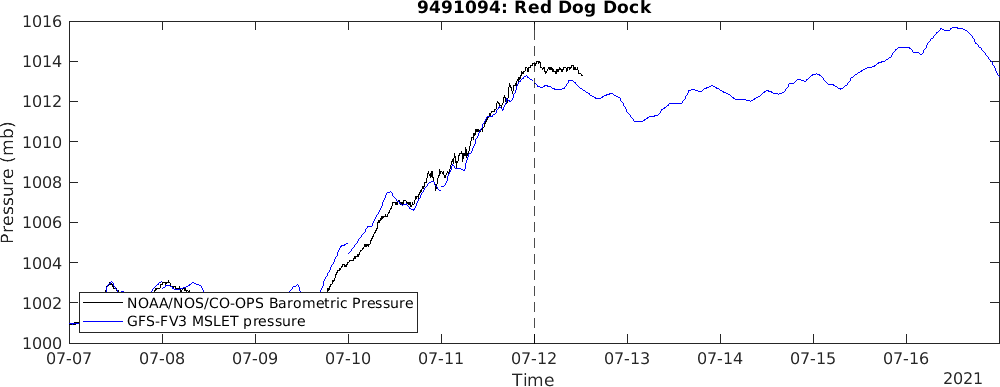 9491094: Red Dog Dock
Pressure (mb)
1016
1014
1012
1010
1008
1006
1004
1002
1000
NOAA/NOS/CO-OPS Barometric Pressure
GFS-FV3 MSLET pressure
07-07 07-08 07-09 07-10 07-11 07-12 07-13 07-14 07-15 07-16
Time
2021